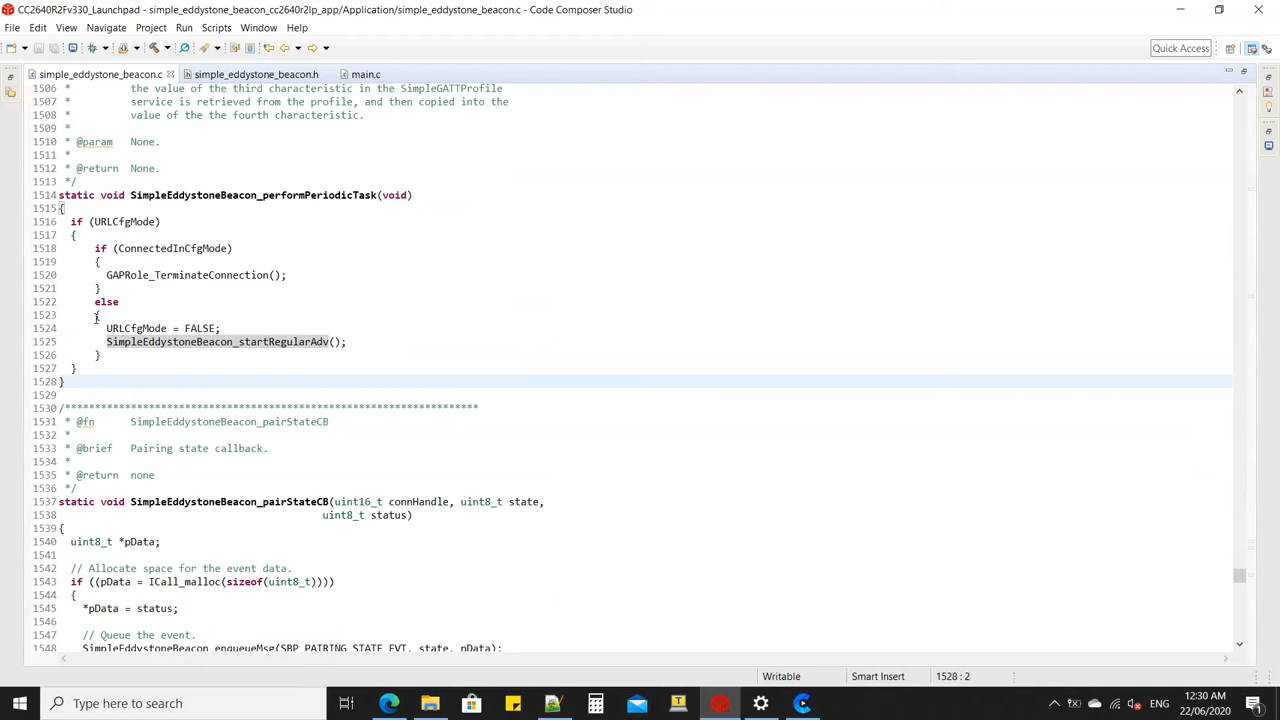 CC2640R2Fv330_Launchpad - simple_eddystone_beacon_cc2640r2lp_app/Application/simple_eddystone_beacon.c - Code Composer Studio
File Edit View Navigate Project Run Scripts Window Help
Quick Access
simple_eddystone_beacon.c simple_eddystone_beacon.h main.c
1506 * the value of the third characteristic in the SimpleGATTProfile
1507 * service is retrieved from the profile, and then copied into the
1508 * value of the the fourth characteristic.
1509 *
1510 * @param None.
1511 *
1512 * @return None.
1513 */
1514 static void SimpleEddystoneBeacon_performPeriodicTask(void)
1515 {
1516 if (URLCfgMode)
1517 {
1518 if (ConnectedInCfgMode)
1519 {
1520 GAPRole_TerminateConnection();
1521 }
1522 else
1523 {
1524 URLCfgMode = FALSE;
1525 SimpleEddystoneBeacon_startRegularAdv();
1526 }
1527 }
1528 }
1529
1530 /*********************************************************************
1531 * @fn SimpleEddystoneBeacon_pairStateCB
1532 *
1533 * @brief Pairing state callback.
1534 *
1535 * @return none
1536 */
1537 static void SimpleEddystoneBeacon_pairStateCB(uint16_t connHandle, uint8_t state,
1538 uint8_t status)
1539 {
1540 uint8_t *pData;
1541
1542 // Allocate space for the event data.
1543 if ((pData = ICall_malloc(sizeof(uint8_t))))
1544 {
1545 *pData = status;
1546
1547 // Queue the event.
1548 SimpleEddystoneBeacon_enqueueMsg(SBP_PAIRING_STATE_EVT, state, pData);
Writable Smart Insert 1528 : 2
Type here to search
ENG
12:30 AM
22/06/2020
1